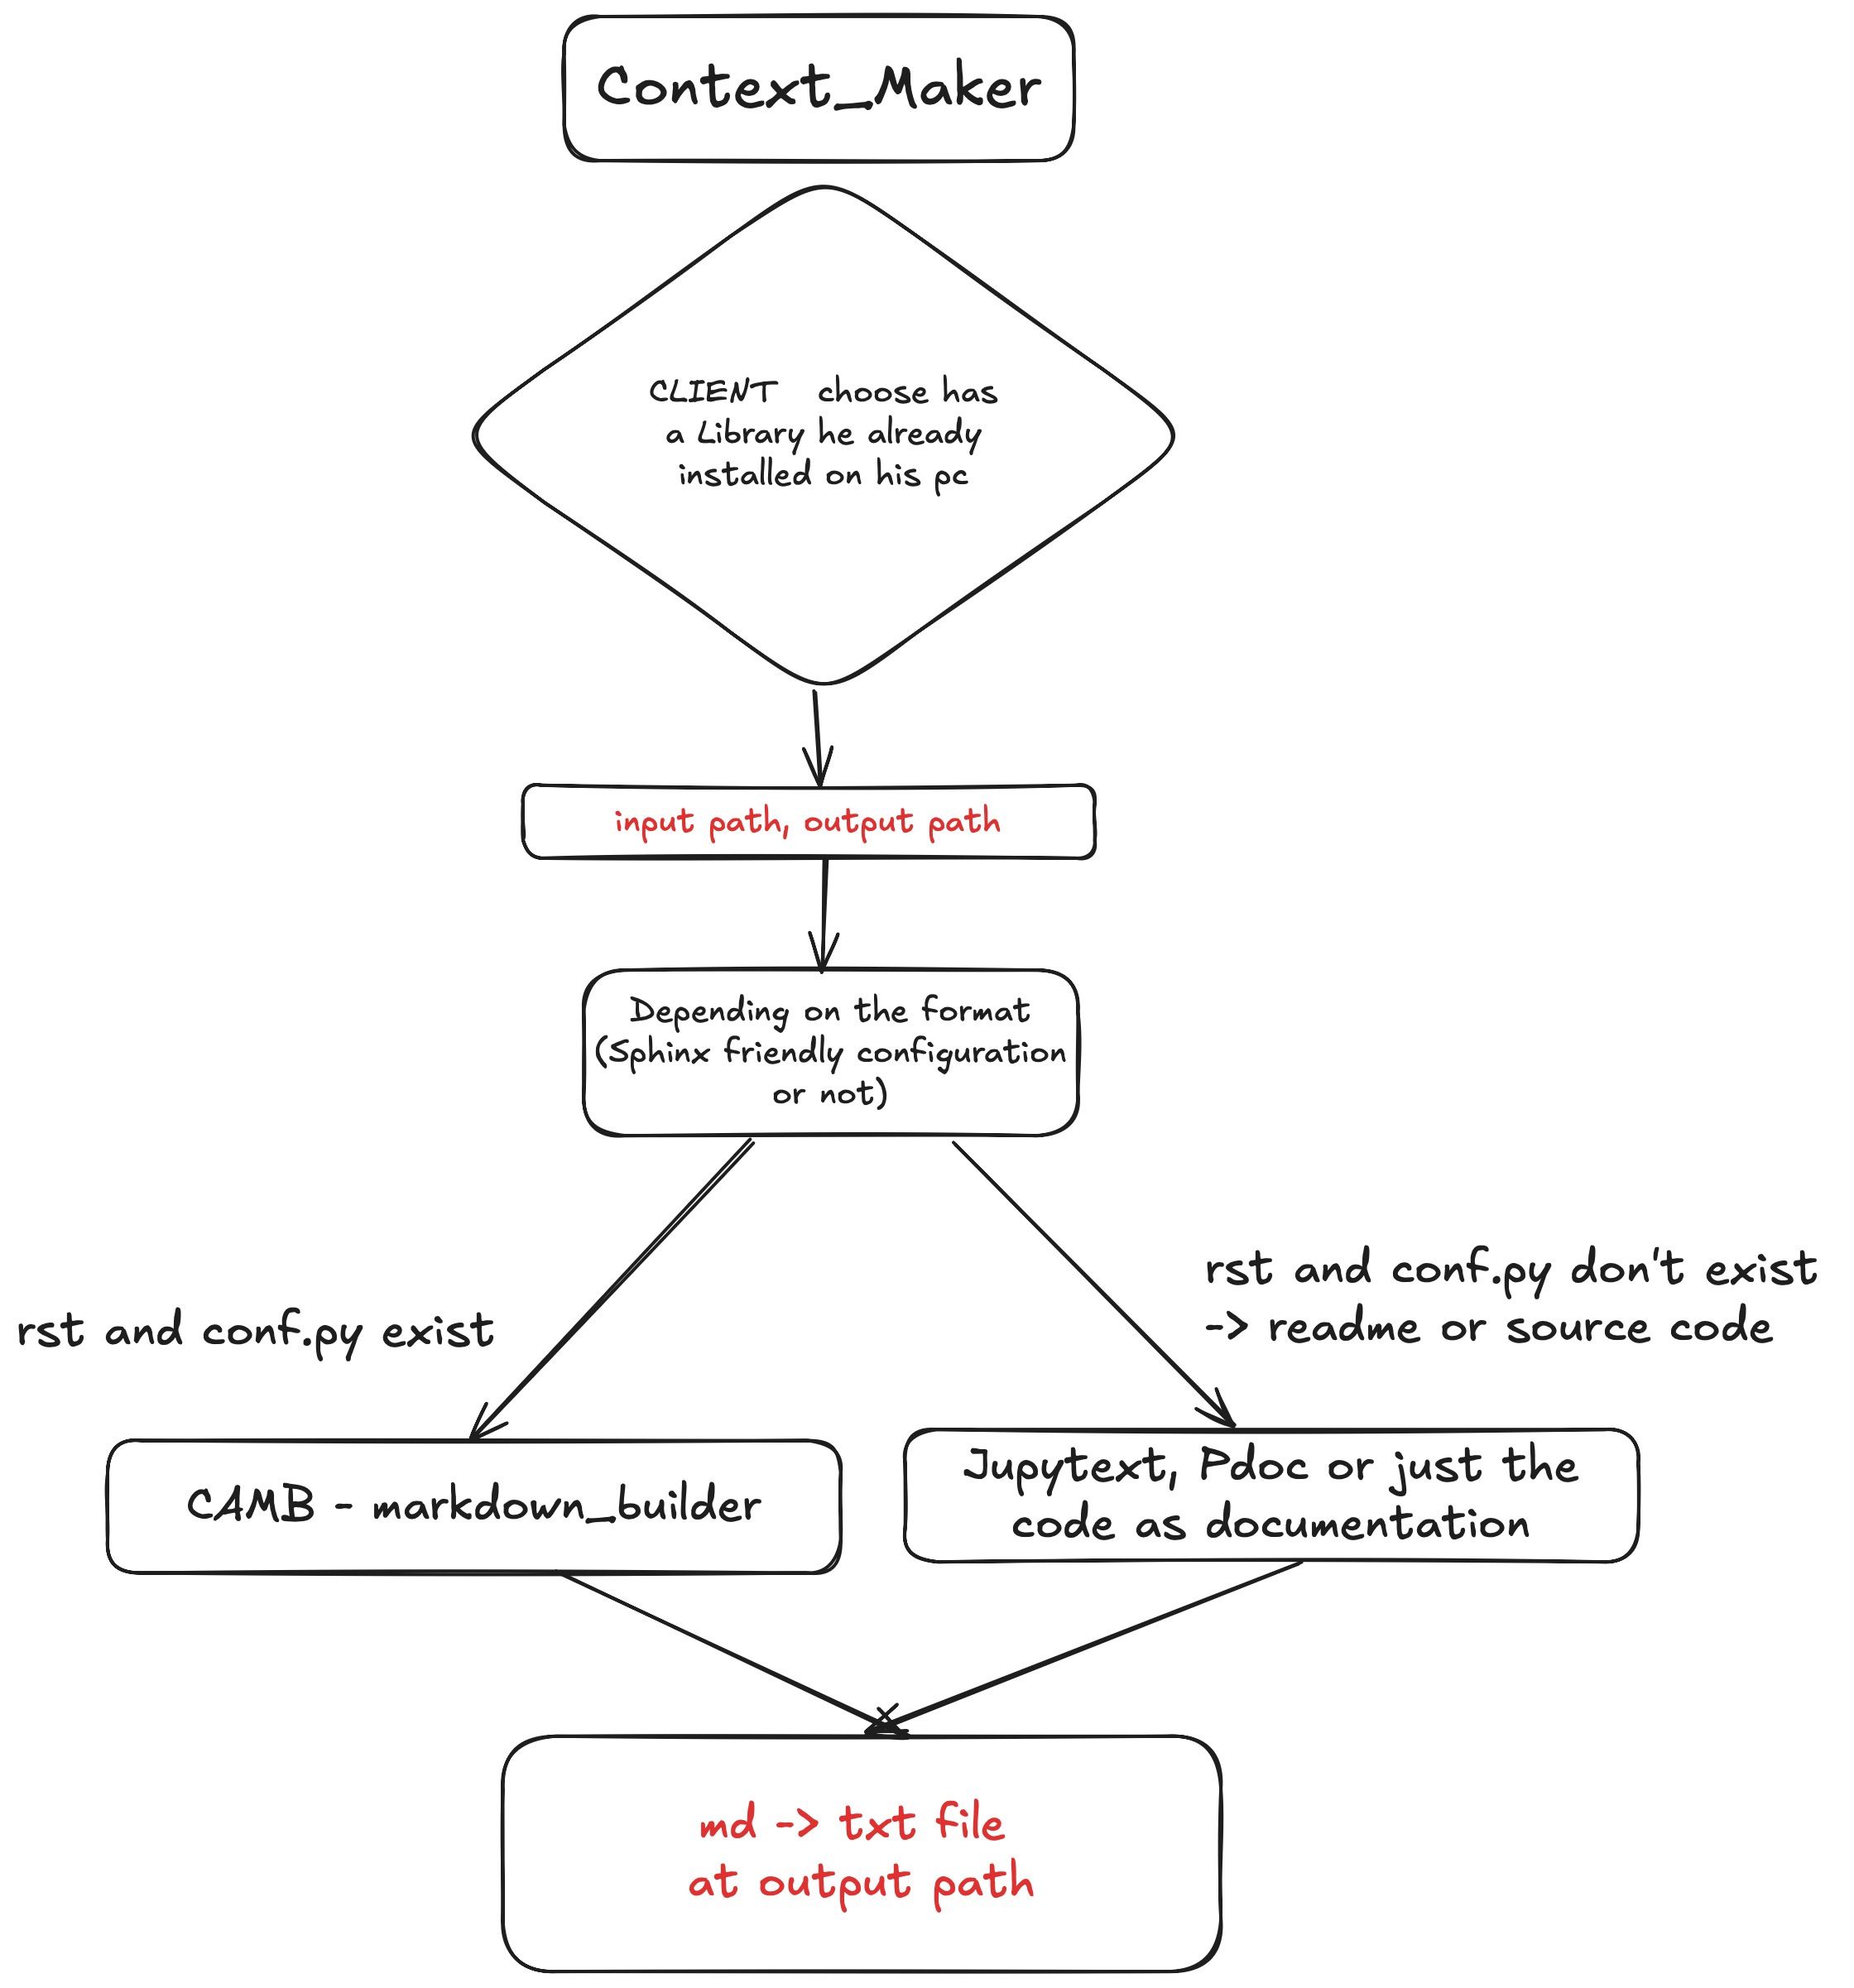 Context_Maker
CLIENT choose has
a Library he already
installed on his pc
input path, output path
Depending on the format
(Sphinx friendly configuration
or not)
rst and conf.py exist
rst and conf.py don't exist
-> readme or source code
CAMB - markdown_builder
Jupytext, Pdoc or just the
code as documentation
md -> txt file
at output path